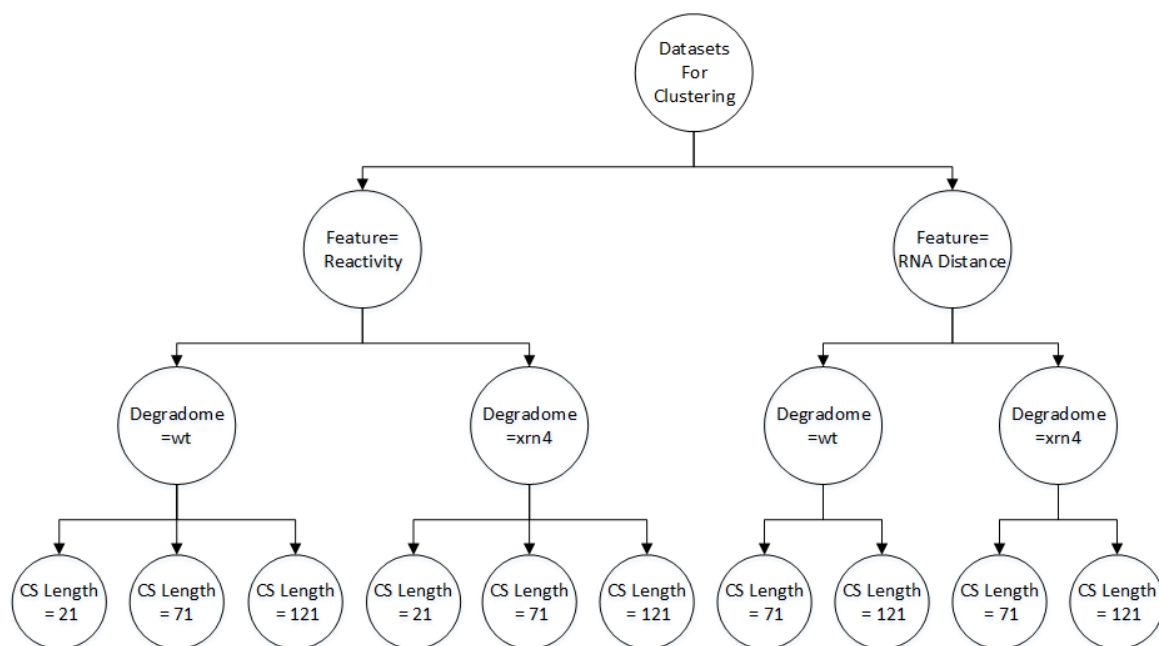 Datasets
For
Clustering
Feature=
Reactivity
Feature=
RNA Distance
Degradome
=wt
Degradome
=xrn4
Degradome
=wt
Degradome
=xrn4
CS Length
= 21
CS Length
= 71
CS Length
= 121
CS Length
= 21
CS Length
= 71
CS Length
= 121
CS Length
= 71
CS Length
= 121
CS Length
= 71
CS Length
= 121